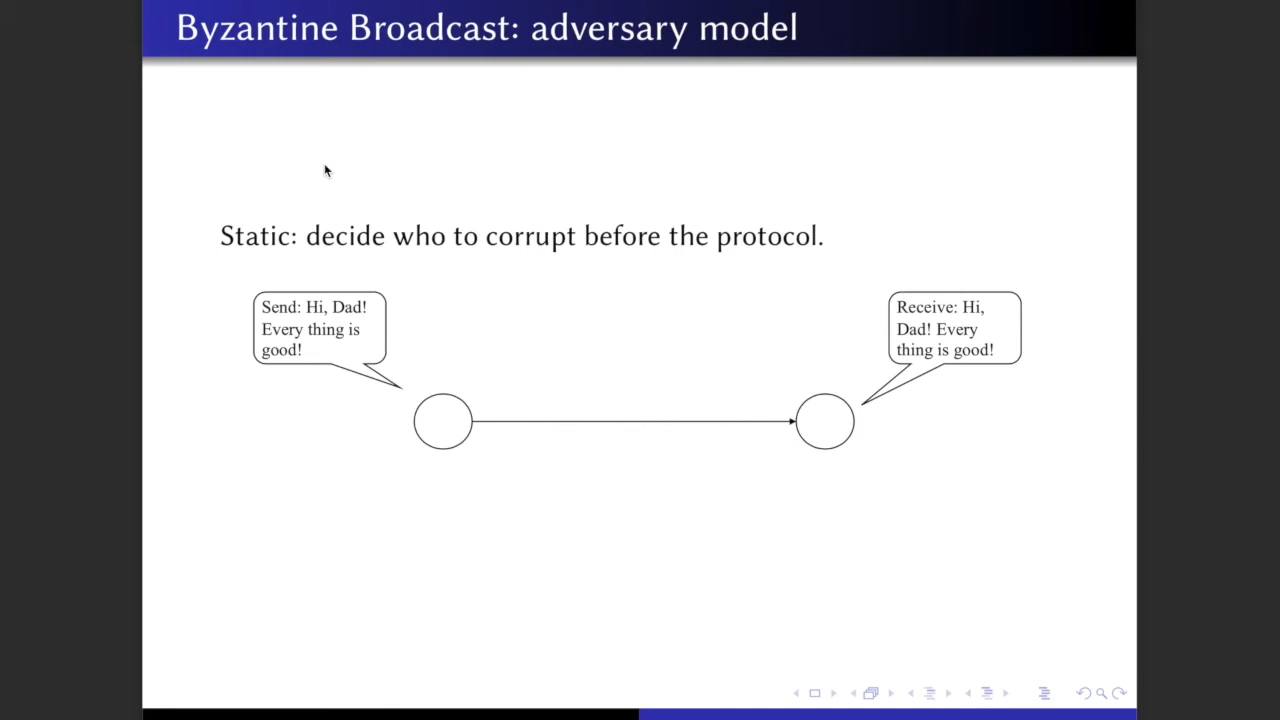 Byzantine Broadcast: adversary model
Static: decide who to corrupt before the protocol.
Send: Hi, Dad!
Every thing is
good!
Receive: Hi,
Dad! Every
thing is good!